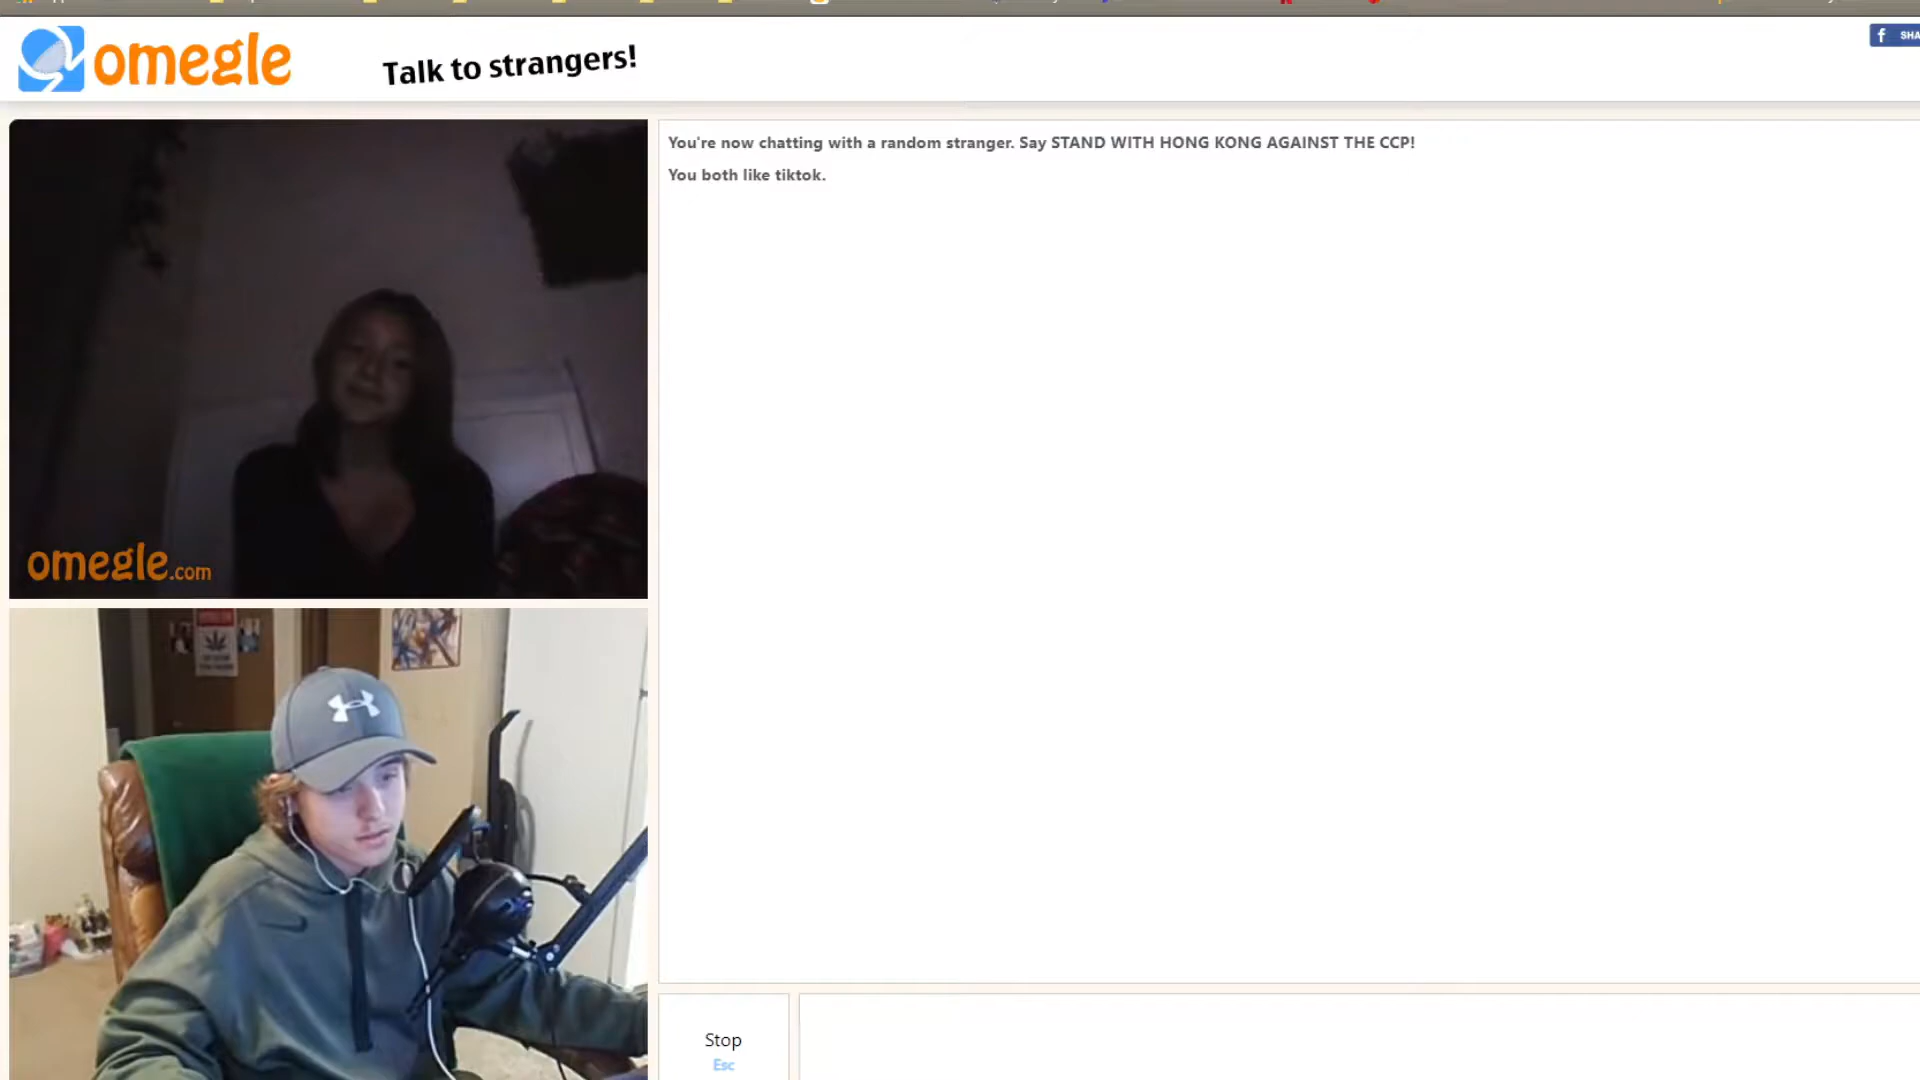 omegle
Talk to strangers!
You're now chatting with a random stranger. Say STAND WITH HONG KONG AGAINST THE CCP!
You both like tiktok.
omegle.com
Stop
Esc